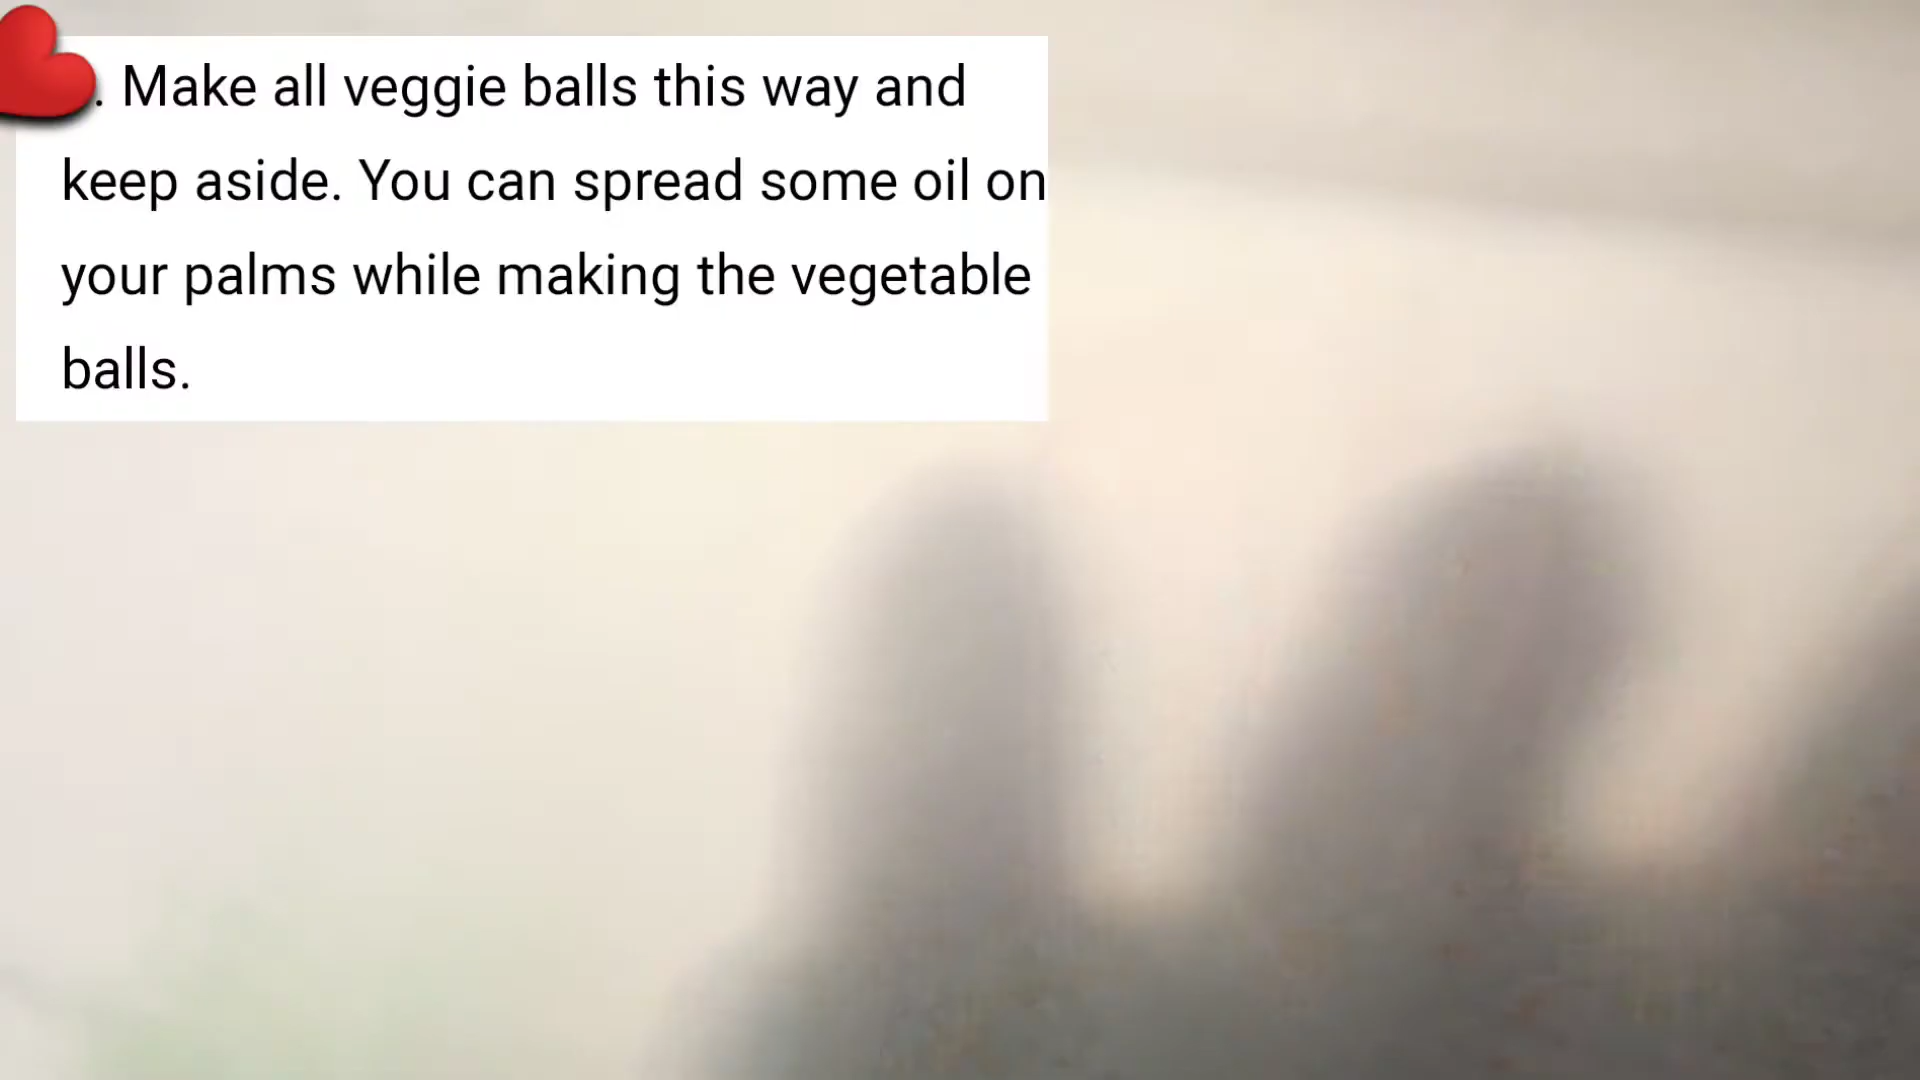 . Make all veggie balls this way and
keep aside. You can spread some oil on
your palms while making the vegetable
balls.